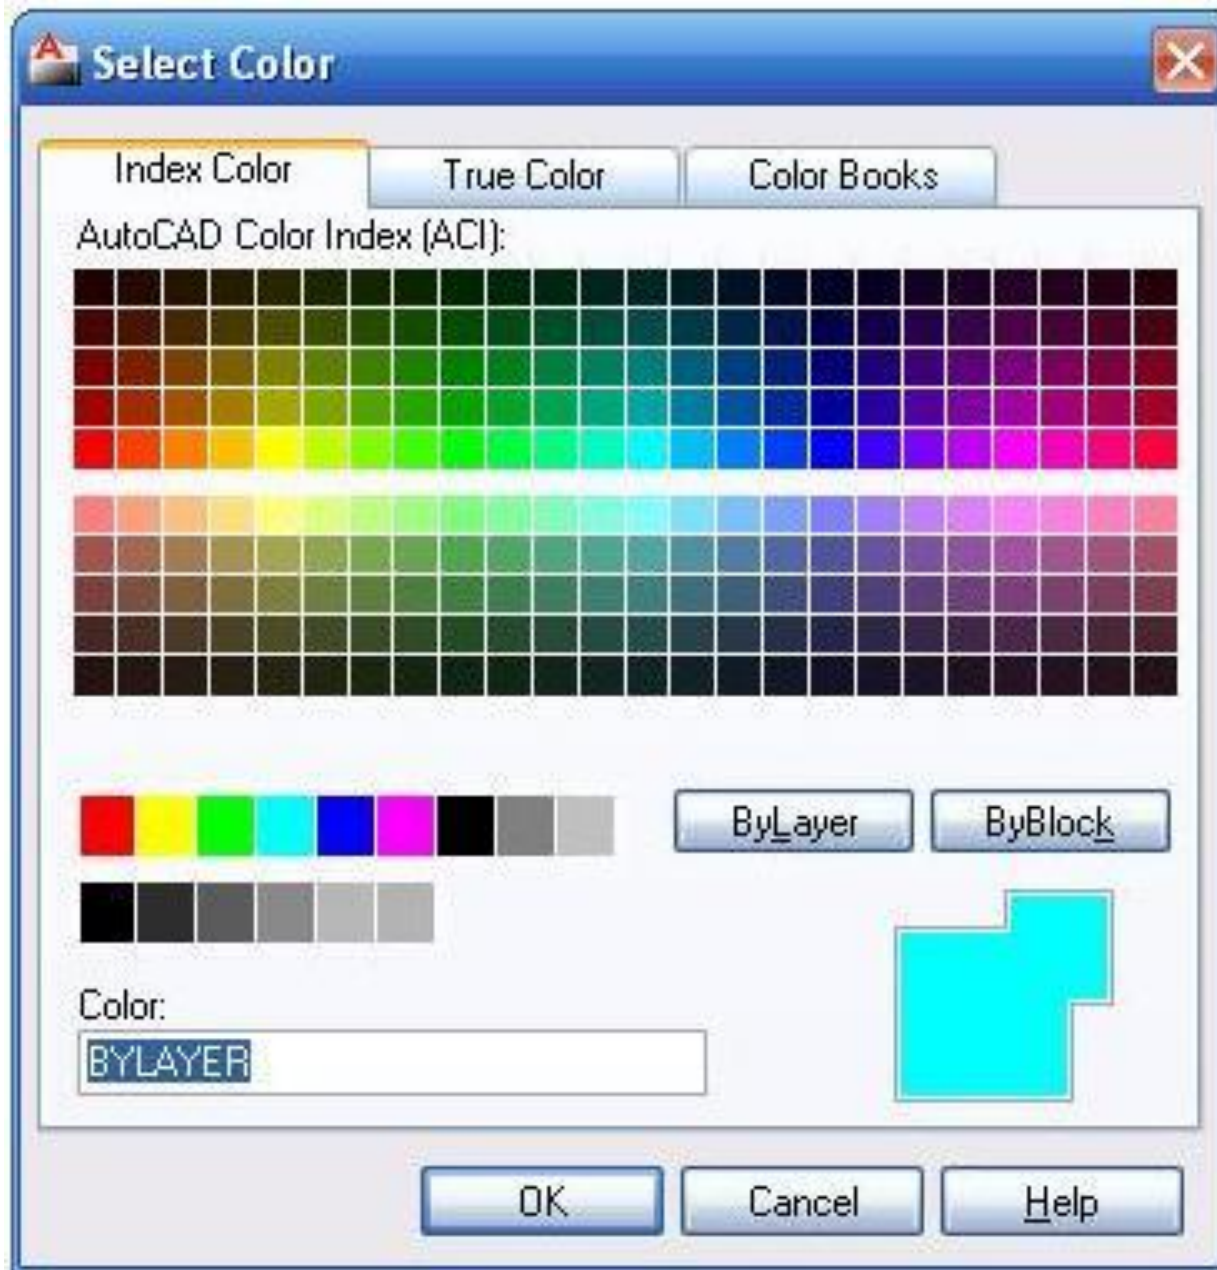 Select Color
Index Color True Color Color Books
AutoCAD Color Index (ACI):
ByLayer ByBlock
Color:
BYLAYER
OK Cancel Help